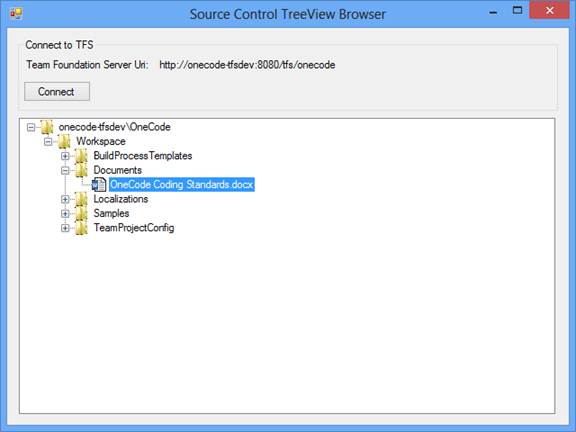 Source Control TreeView Browser
Connect to TFS
Team Foundation Server Uri: http://onecode-tfsdev:8080/tfs/onecode
Connect
onecode-tfsdev\OneCode
Workspace
BuildProcessTemplates
Documents
OneCode Coding Standards.docx
Localizations
Samples
TeamProjectConfig